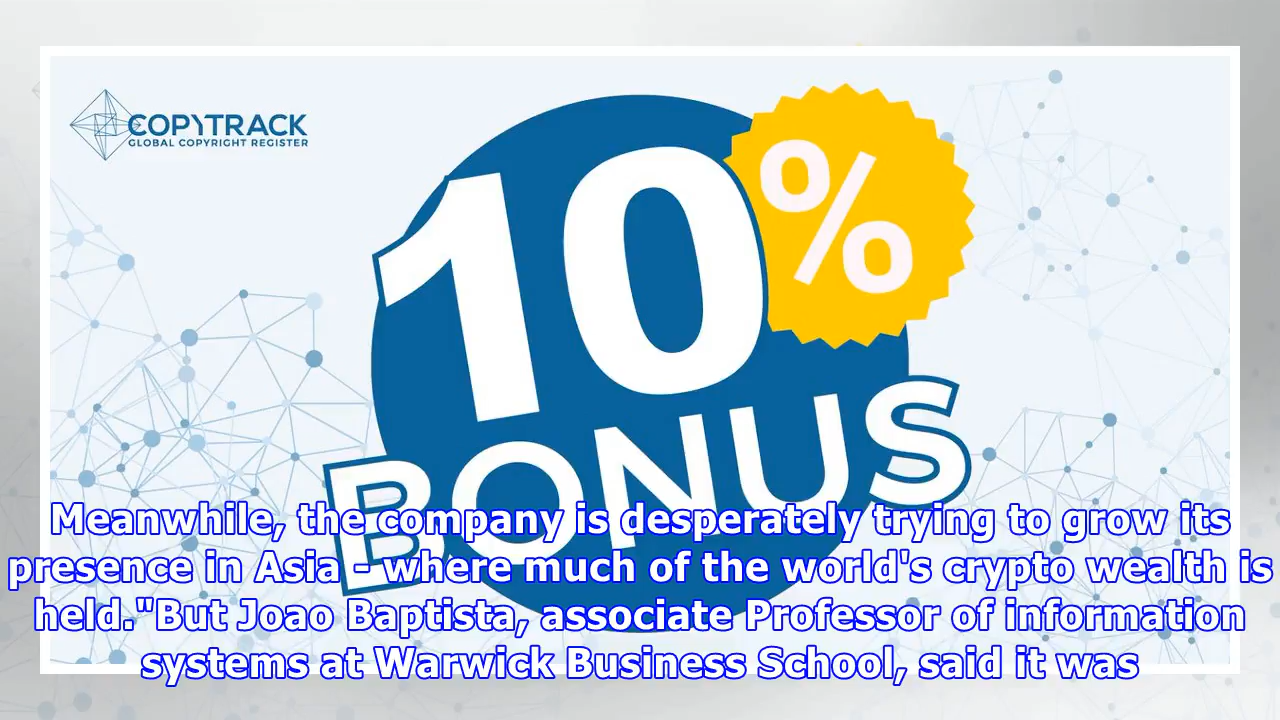 COPYTRACK
GLOBAL COPYRIGHT REGISTER
10%
BONUS
Meanwhile, the company is desperately trying to grow its
presence in Asia - where much of the world's crypto wealth is
held."But Joao Baptista, associate Professor of information
systems at Warwick Business School, said it was